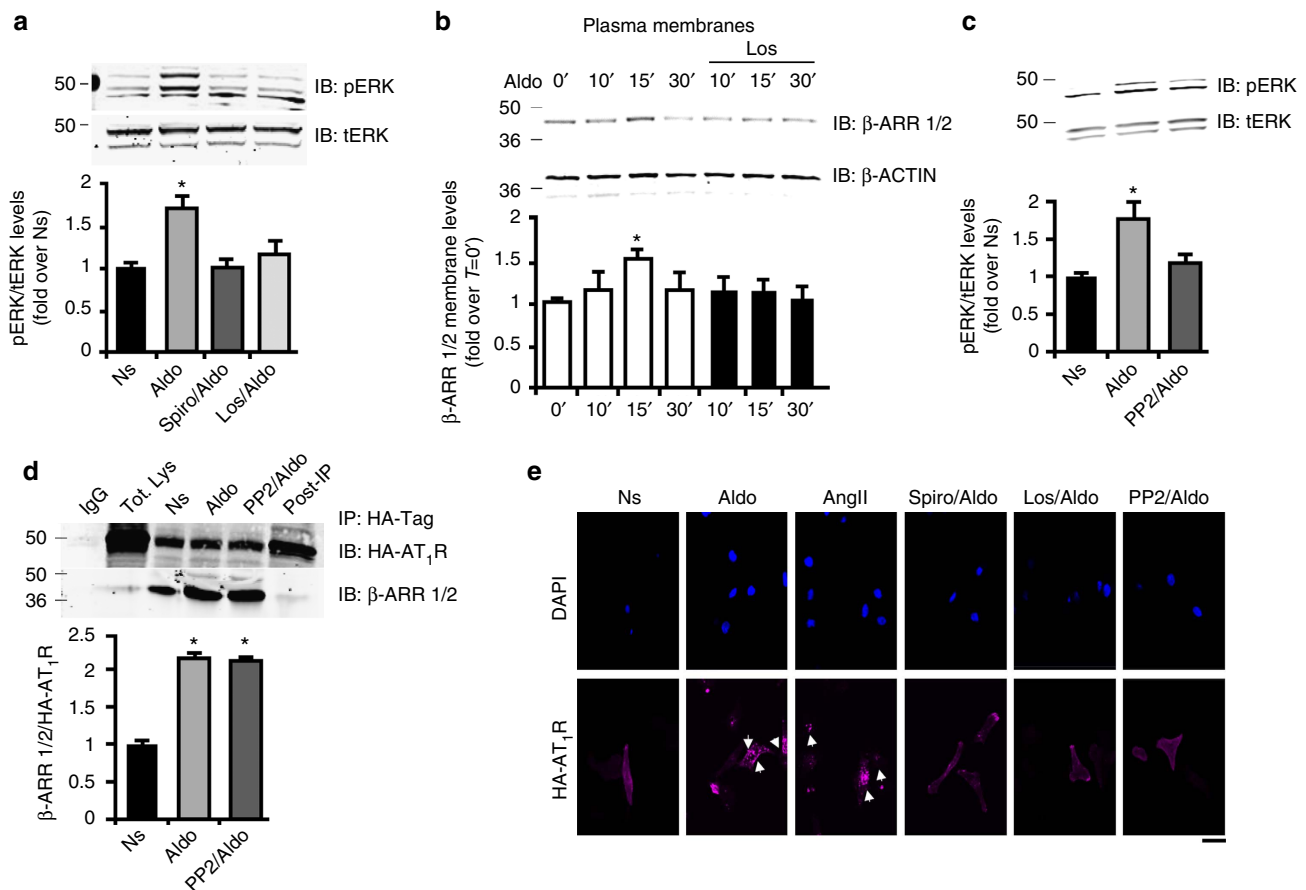 a
50
IB: pERK
50
IB: tERK
2
*
1.5
1
0.5
0
pERK/tERK levels
(fold over Ns)
Ns
Aldo
Spiro/Aldo
Los/Aldo
b
Plasma membranes
Los
Aldo 0′ 10′ 15′ 30′ 10′ 15′ 30′
50
36
IB: β-ARR 1/2
IB: β-ACTIN
36
2
*
1.5
1
0.5
0
β-ARR 1/2 membrane levels
(fold over T=0′)
0′ 10′ 15′ 30′ 10′ 15′ 30′
c
50
IB: pERK
50
IB: tERK
2.5
*
2
1.5
1
0.5
0
pERK/tERK levels
(fold over Ns)
Ns
Aldo
PP2/Aldo
d
IgG
Tot. Lys
Ns
Aldo
PP2/Aldo
Post-IP
IP: HA-Tag
50
IB: HA-AT₁R
50
36
IB: β-ARR 1/2
2.5
* *
2
1.5
1
0.5
0
β-ARR 1/2/HA-AT₁R
Ns
Aldo
PP2/Aldo
e
Ns Aldo AngII Spiro/Aldo Los/Aldo PP2/Aldo
DAPI
HA-AT₁R